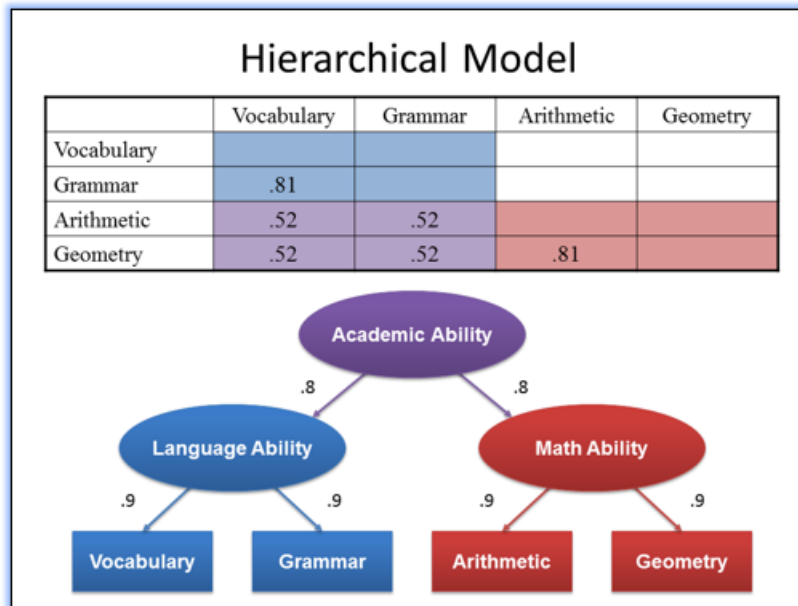 Hierarchical Model
Vocabulary Grammar Arithmetic Geometry
Vocabulary
Grammar .81
Arithmetic .52 .52
Geometry .52 .52 .81
Academic Ability
.8 .8
Language Ability Math Ability
.9 .9 .9 .9
Vocabulary Grammar Arithmetic Geometry